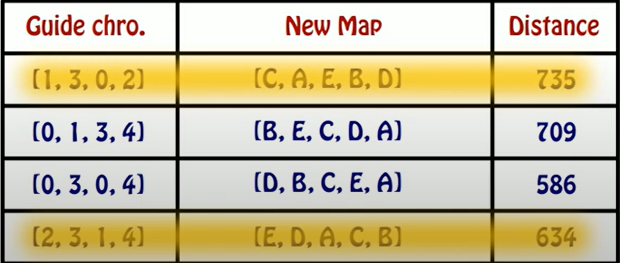 Guide chro. New Map Distance
[1, 3, 0, 2] [C, A, E, B, D] 735
[0, 1, 3, 4] [B, E, C, D, A] 709
[0, 3, 0, 4] [D, B, C, E, A] 586
[2, 3, 1, 4] [E, D, A, C, B] 634